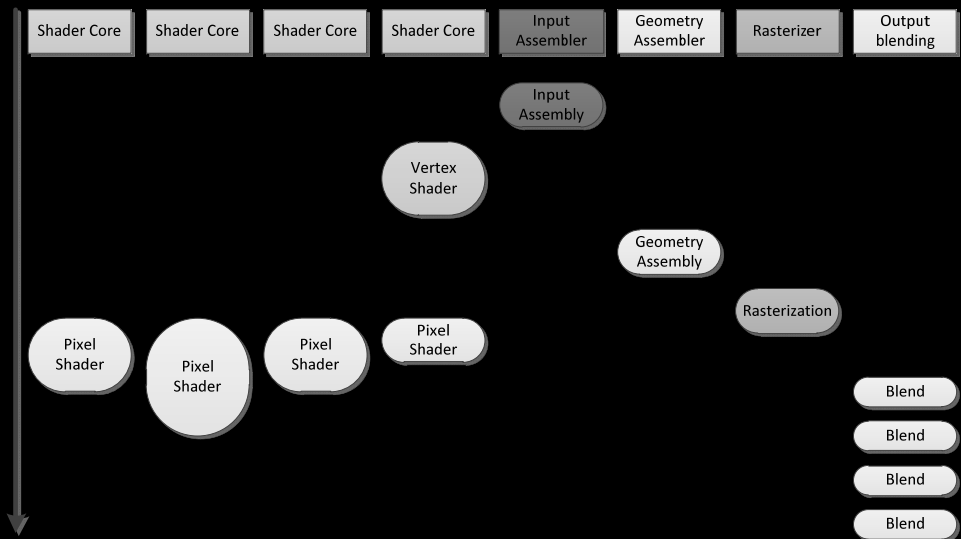 Shader Core
Shader Core
Shader Core
Shader Core
Input
Assembler
Geometry
Assembler
Rasterizer
Output
blending
Input
Assembly
Vertex
Shader
Geometry
Assembly
Rasterization
Pixel
Shader
Pixel
Shader
Pixel
Shader
Pixel
Shader
Blend
Blend
Blend
Blend